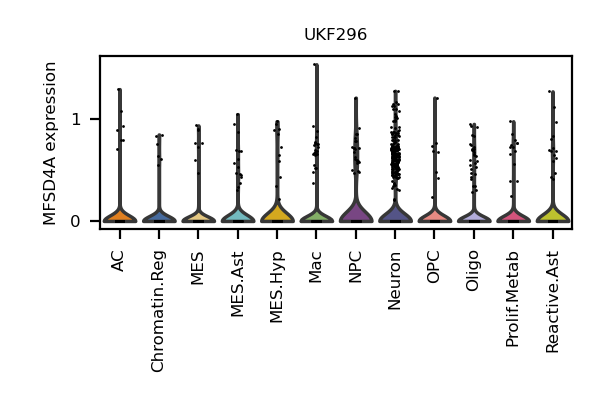 UKF296
MFSD4A expression
1
0
AC
Chromatin.Reg
MES
MES.Ast
MES.Hyp
Mac
NPC
Neuron
OPC
Oligo
Prolif.Metab
Reactive.Ast